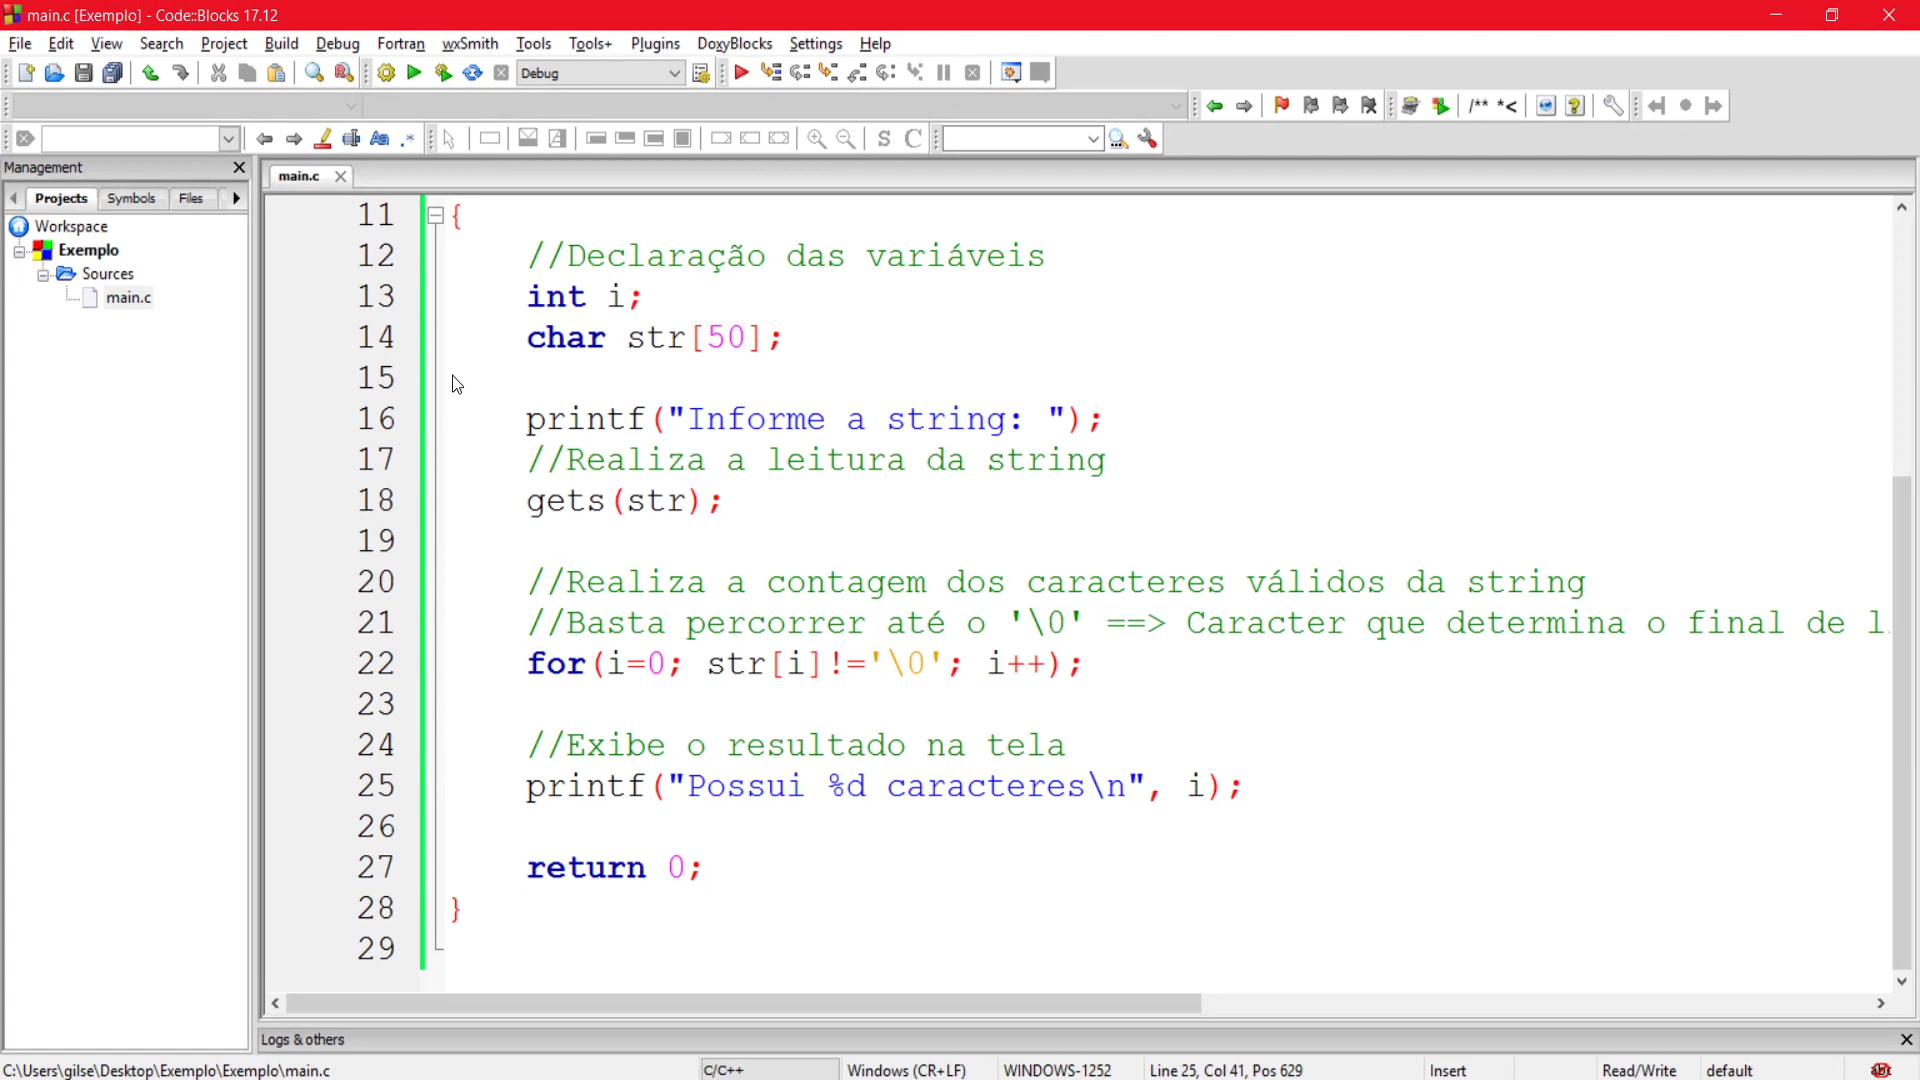 main.c [Exemplo] - Code::Blocks 17.12
File Edit View Search Project Build Debug Fortran wxSmith Tools Tools+ Plugins DoxyBlocks Settings Help
Debug
/** *<
Aa .* S C
Management
main.c
Projects Symbols Files
Workspace
Exemplo
Sources
main.c
11 {
12 //Declaração das variáveis
13 int i;
14 char str[50];
15
16 printf("Informe a string: ");
17 //Realiza a leitura da string
18 gets(str);
19
20 //Realiza a contagem dos caracteres válidos da string
21 //Basta percorrer até o '\0' ==> Caracter que determina o final de l
22 for(i=0; str[i]!='\0'; i++);
23
24 //Exibe o resultado na tela
25 printf("Possui %d caracteres\n", i);
26
27 return 0;
28 }
29
Logs & others
C:\Users\gilse\Desktop\Exemplo\Exemplo\main.c C/C++ Windows (CR+LF) WINDOWS-1252 Line 25, Col 41, Pos 629 Insert Read/Write default